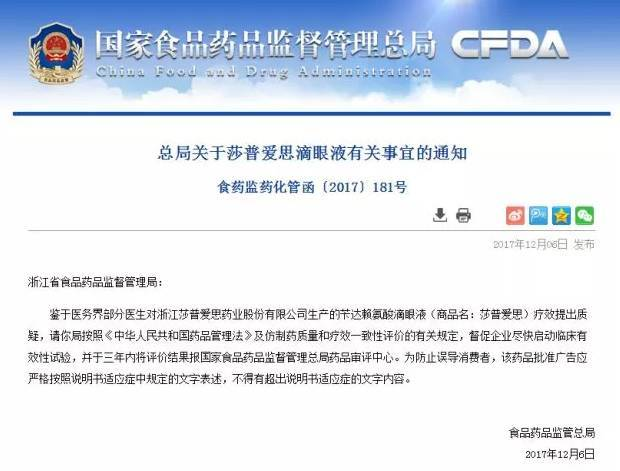 国家食品药品监督管理总局 CFDA
China Food and Drug Administration
总局关于莎普爱思滴眼液有关事宜的通知
食药监药化管函〔2017〕181号
2017年12月06日 发布
浙江省食品药品监督管理局：
鉴于医务界部分医生对浙江莎普爱思药业股份有限公司生产的苄达赖氨酸滴眼液（商品名：莎普爱思）疗效提出质
疑，请你局按照《中华人民共和国药品管理法》及仿制药质量和疗效一致性评价的有关规定，督促企业尽快启动临床有
效性试验，并于三年内将评价结果报国家食品药品监督管理总局药品审评中心。为防止误导消费者，该药品批准广告应
严格按照说明书适应症中规定的文字表述，不得有超出说明书适应症的文字内容。
食品药品监管总局
2017年12月6日